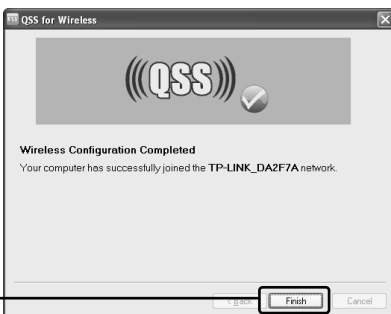 QSS for Wireless
(((QSS)))
Wireless Configuration Completed
Your computer has successfully joined the TP-LINK_DA2F7A network.
< Back
Finish
Cancel